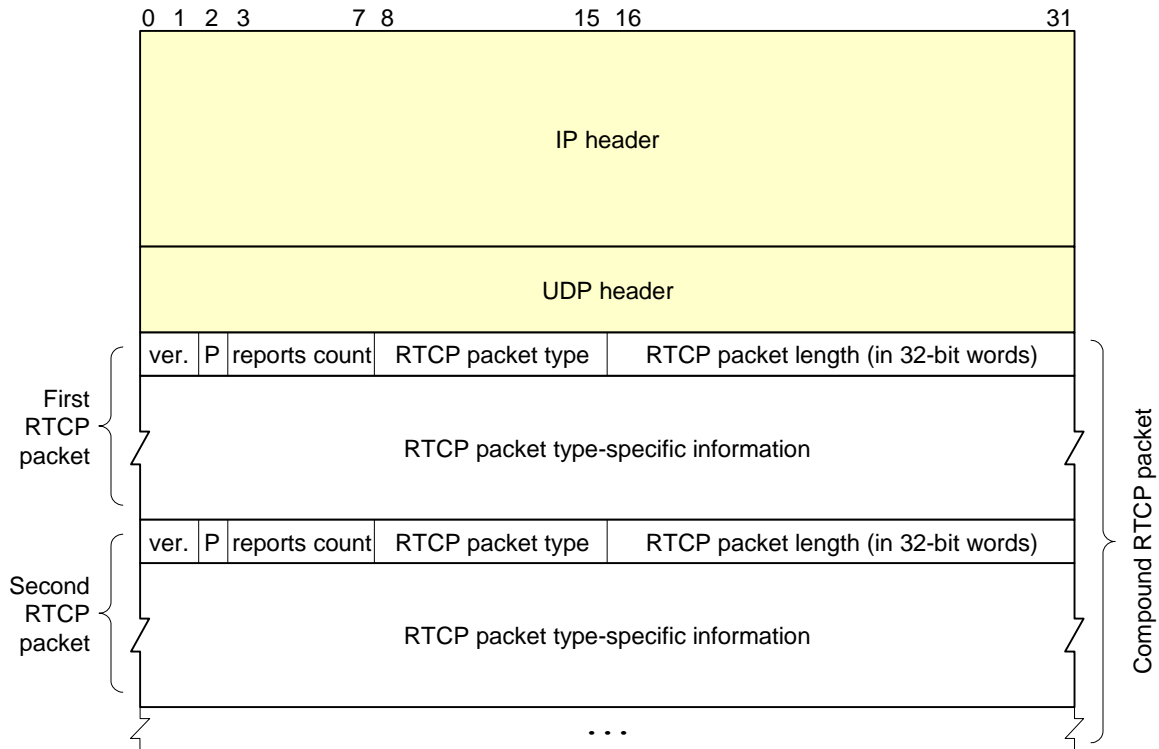 0 1 2 3 7 8 15 16 31
IP header
UDP header
ver. P reports count RTCP packet type RTCP packet length (in 32-bit words)
First
RTCP
packet
RTCP packet type-specific information
ver. P reports count RTCP packet type RTCP packet length (in 32-bit words)
Second
RTCP
packet
RTCP packet type-specific information
Compound RTCP packet
. . .